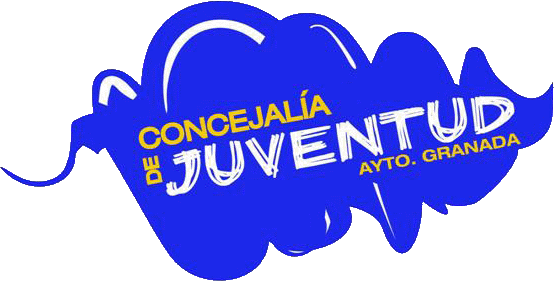 CONCEJALÍA
DE JUVENTUD
AYTO. GRANADA